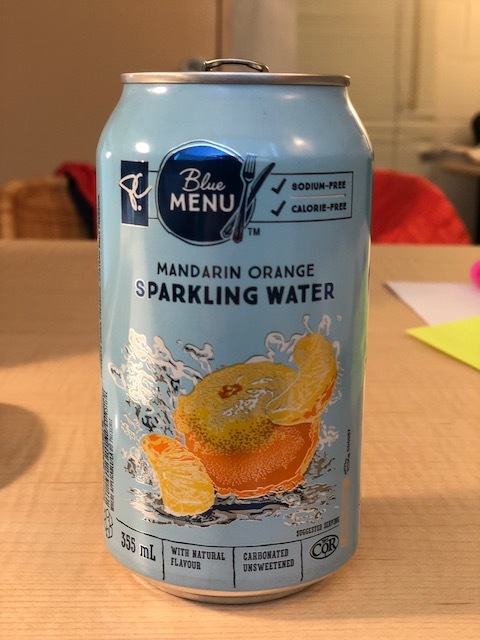 PC
Blue
MENU
TM
SODIUM-FREE
CALORIE-FREE
MANDARIN ORANGE
SPARKLING WATER
SUGGESTED SERVING
355 mL
WITH NATURAL
FLAVOUR
CARBONATED
UNSWEETENED
COR